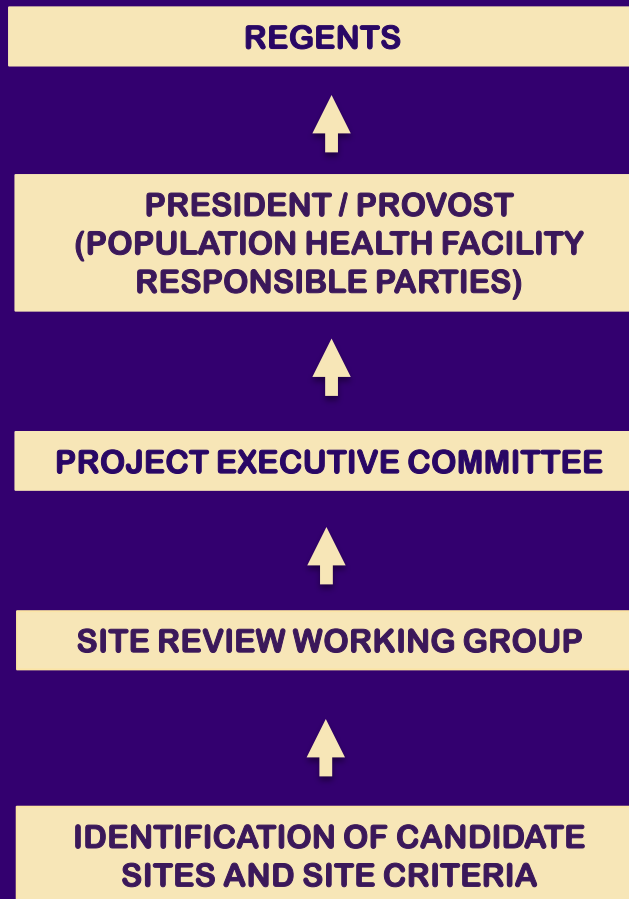 REGENTS
PRESIDENT / PROVOST
(POPULATION HEALTH FACILITY
RESPONSIBLE PARTIES)
PROJECT EXECUTIVE COMMITTEE
SITE REVIEW WORKING GROUP
IDENTIFICATION OF CANDIDATE
SITES AND SITE CRITERIA